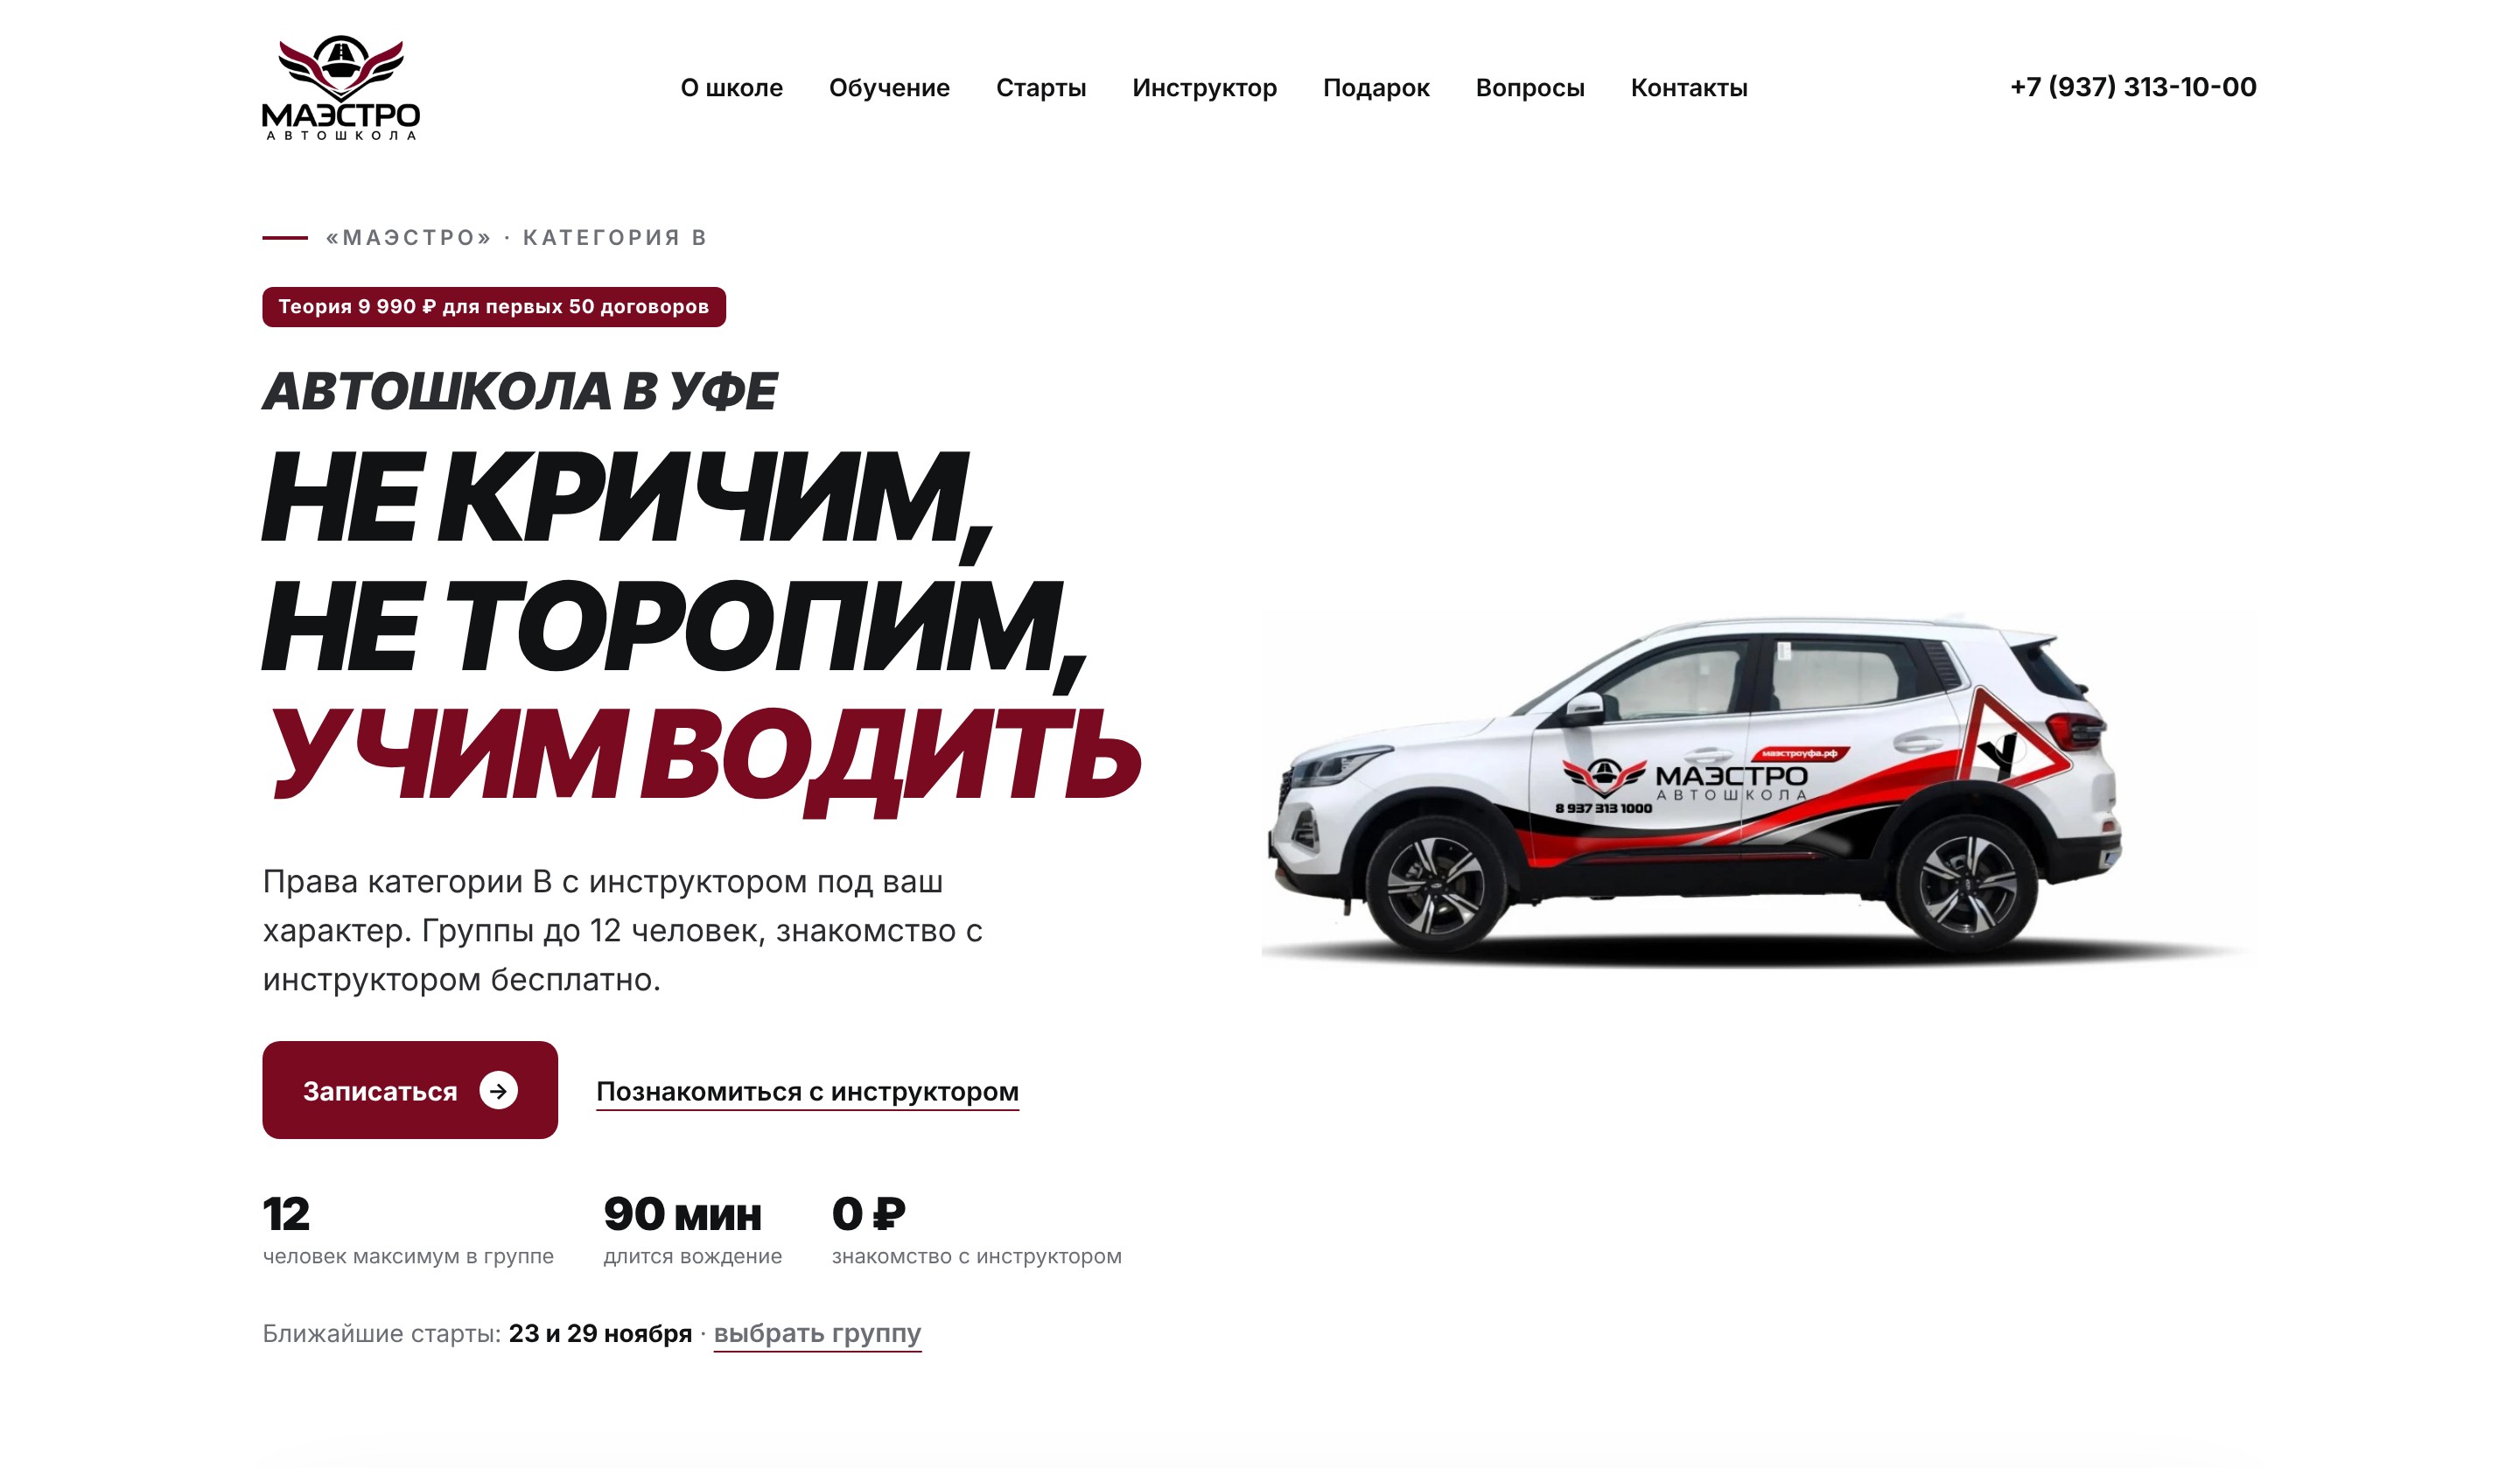 МАЭСТРО
АВТОШКОЛА
О школе
Обучение
Старты
Инструктор
Подарок
Вопросы
Контакты
+7 (937) 313-10-00
«МАЭСТРО» · КАТЕГОРИЯ B
Теория 9 990 ₽ для первых 50 договоров
АВТОШКОЛА В УФЕ
НЕ КРИЧИМ,
НЕ ТОРОПИМ,
УЧИМ ВОДИТЬ
Права категории B с инструктором под ваш
характер. Группы до 12 человек, знакомство с
инструктором бесплатно.
Записаться
Познакомиться с инструктором
12
человек максимум в группе
90 мин
длится вождение
0 ₽
знакомство с инструктором
Ближайшие старты: 23 и 29 ноября · выбрать группу
маэстроуфа.рф
МАЭСТРО
АВТОШКОЛА
8 937 313 1000
У